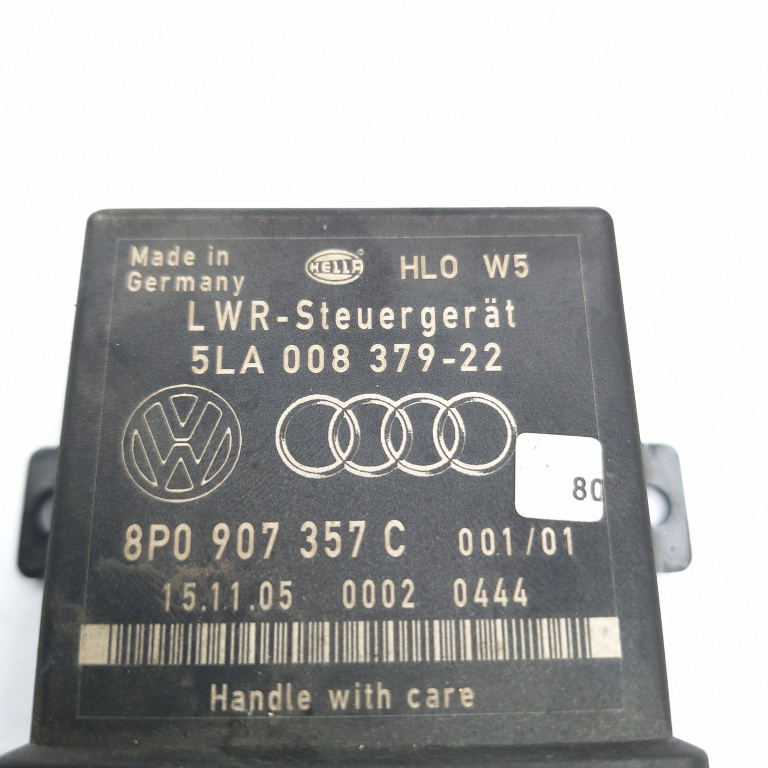 Made in Germany HELLA HLO W5
LWR-Steuergerät
5LA 008 379-22
80
8P0 907 357 C 001/01
15.11.05 0002 0444
Handle with care